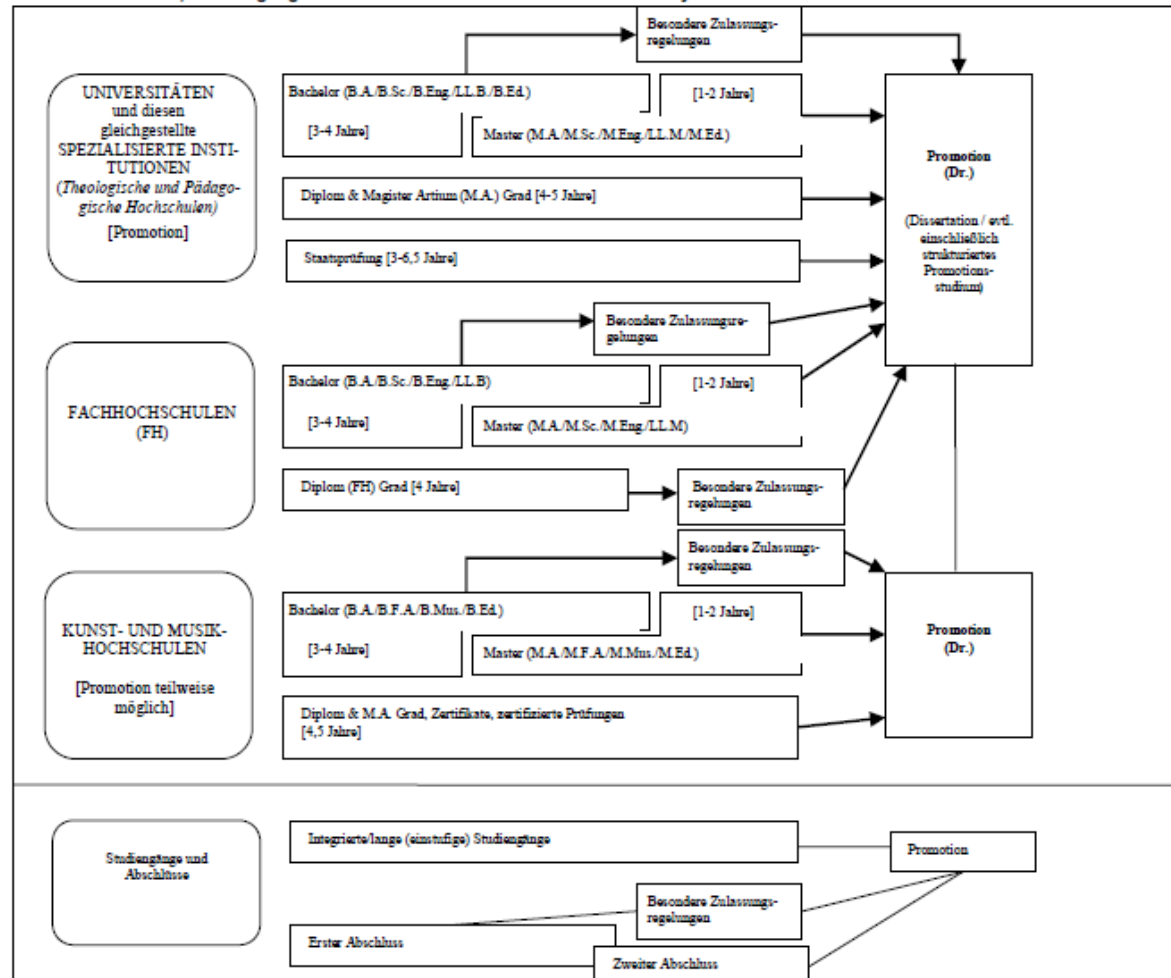 Besondere Zulassungs-
regelungen
UNIVERSITÄTEN
und diesen
gleichgestellte
SPEZIALISIERTE INSTI-
TUTIONEN
(Theologische und Pädago-
gische Hochschulen)
[Promotion]
Bachelor (B.A./B.Sc./B.Eng./LL.B./B.Ed.)
[3-4 Jahre]
[1-2 Jahre]
Master (M.A./M.Sc./M.Eng./LL.M./M.Ed.)
Diplom & Magister Artium (M.A.) Grad [4-5 Jahre]
Staatsprüfung [3-6,5 Jahre]
Promotion
(Dr.)
(Dissertation / evtl.
einschließlich
strukturiertes
Promotions-
studium)
FACHHOCHSCHULEN
(FH)
Besondere Zulassungsre-
gelungen
Bachelor (B.A./B.Sc./B.Eng./LL.B)
[3-4 Jahre]
[1-2 Jahre]
Master (M.A./M.Sc./M.Eng./LL.M)
Diplom (FH) Grad [4 Jahre]
Besondere Zulassungs-
regelungen
KUNST- UND MUSIK-
HOCHSCHULEN
[Promotion teilweise
möglich]
Besondere Zulassungs-
regelungen
Bachelor (B.A./B.F.A./B.Mus./B.Ed.)
[3-4 Jahre]
[1-2 Jahre]
Master (M.A./M.F.A./M.Mus./M.Ed.)
Diplom & M.A. Grad, Zertifikate, zertifizierte Prüfungen
[4,5 Jahre]
Promotion
(Dr.)
Studiengänge und
Abschlüsse
Integrierte/lange (einstufige) Studiengänge
Promotion
Besondere Zulassungs-
regelungen
Erster Abschluss
Zweiter Abschluss